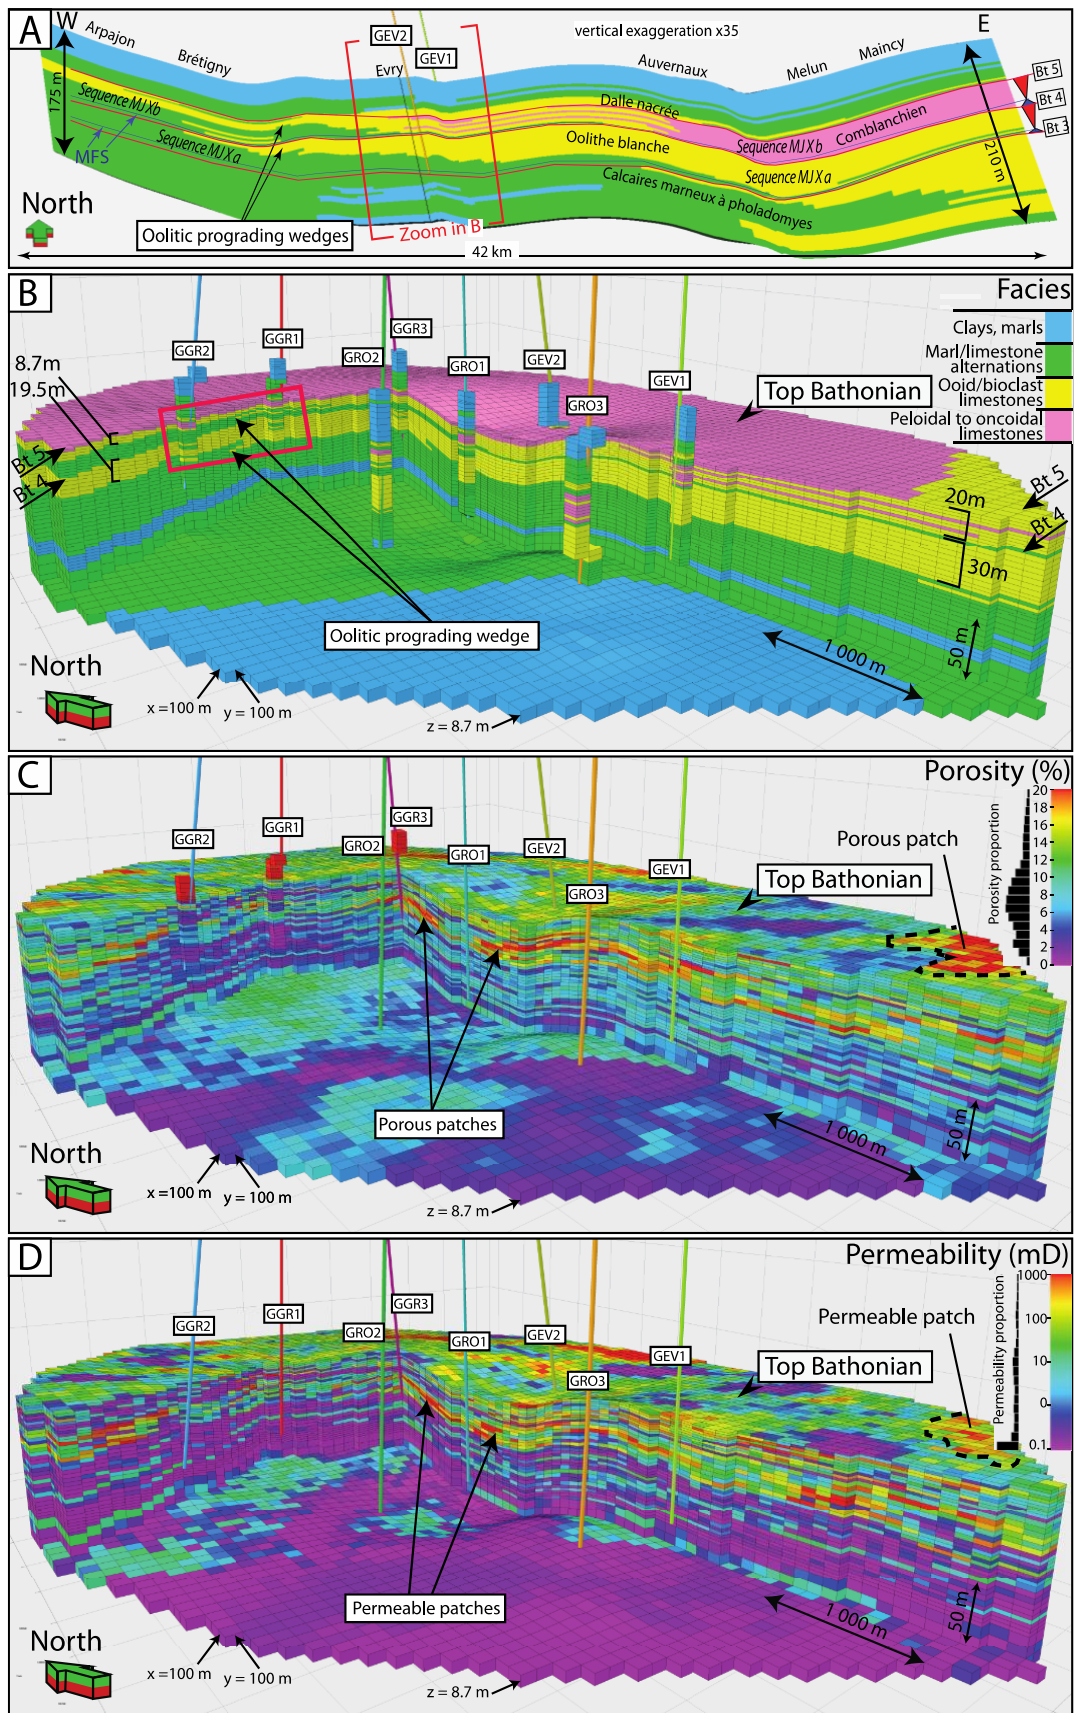 A
W
Arpajon
Brétigny
GEV2
GEV1
Evry
vertical exaggeration x35
Auvernaux
Melun
Maincy
E
Bt 5
Bt 4
Bt 3
175 m
210 m
Sequence MJXb
Sequence MJXa
MFS
Dalle nacrée
Oolithe blanche
Sequence MJXb
Comblanchien
Sequence MJXa
Calcaires marneux à pholadomyes
North
Oolitic prograding wedges
Zoom in B
42 km
B
Facies
Clays, marls
Marl/limestone
alternations
Ooid/bioclast
limestones
Peloidal to oncoidal
limestones
GGR2
GGR1
GRO2
GGR3
GRO1
GEV2
GRO3
GEV1
Top Bathonian
8.7m
19.5m
Bt 5
Bt 4
Bt 5
Bt 4
20m
30m
50 m
1 000 m
Oolitic prograding wedge
North
x =100 m
y = 100 m
z = 8.7 m
C
Porosity (%)
Porosity proportion
20
18
16
14
12
10
8
6
4
2
0
Porous patch
GGR2
GGR1
GRO2
GGR3
GRO1
GEV2
GRO3
GEV1
Top Bathonian
Porous patches
50 m
1 000 m
North
x =100 m
y = 100 m
z = 8.7 m
D
Permeability (mD)
Permeability proportion
1000
100
10
0
0.1
Permeable patch
GGR2
GGR1
GRO2
GGR3
GRO1
GEV2
GRO3
GEV1
Top Bathonian
Permeable patches
50 m
1 000 m
North
x =100 m
y = 100 m
z = 8.7 m